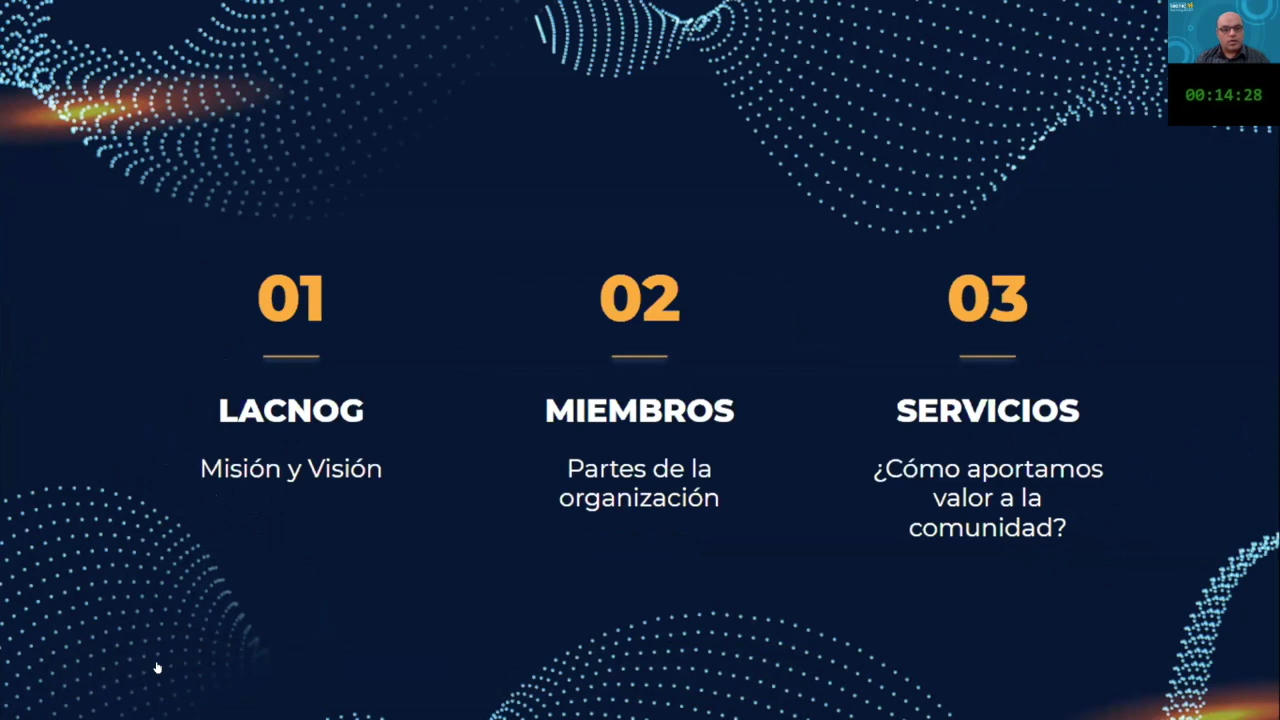 00:14:28
01
02
03
LACNOG
MIEMBROS
SERVICIOS
Misión y Visión
Partes de la
organización
¿Cómo aportamos
valor a la
comunidad?